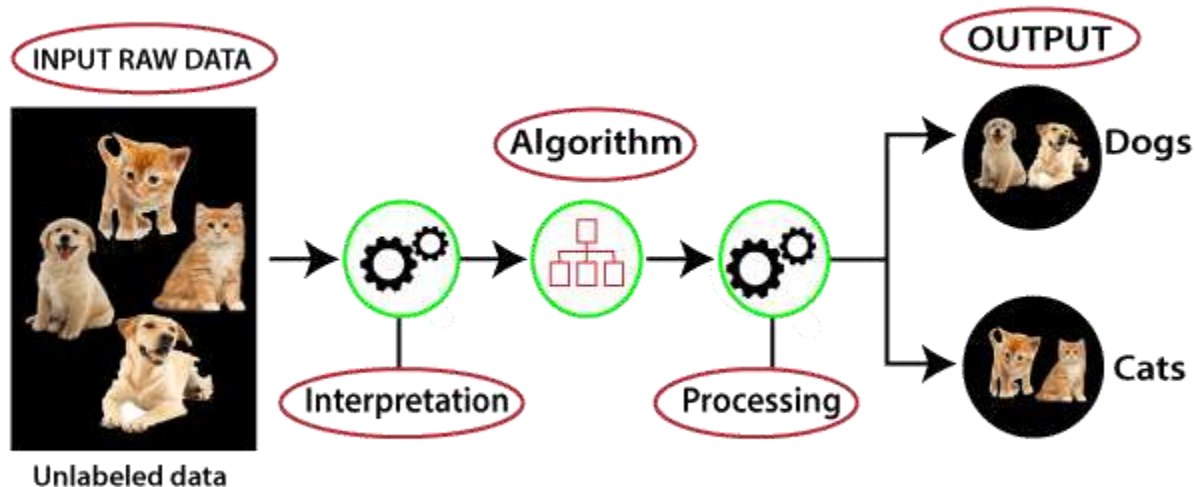 INPUT RAW DATA
Unlabeled data
Interpretation
Algorithm
Processing
OUTPUT
Dogs
Cats